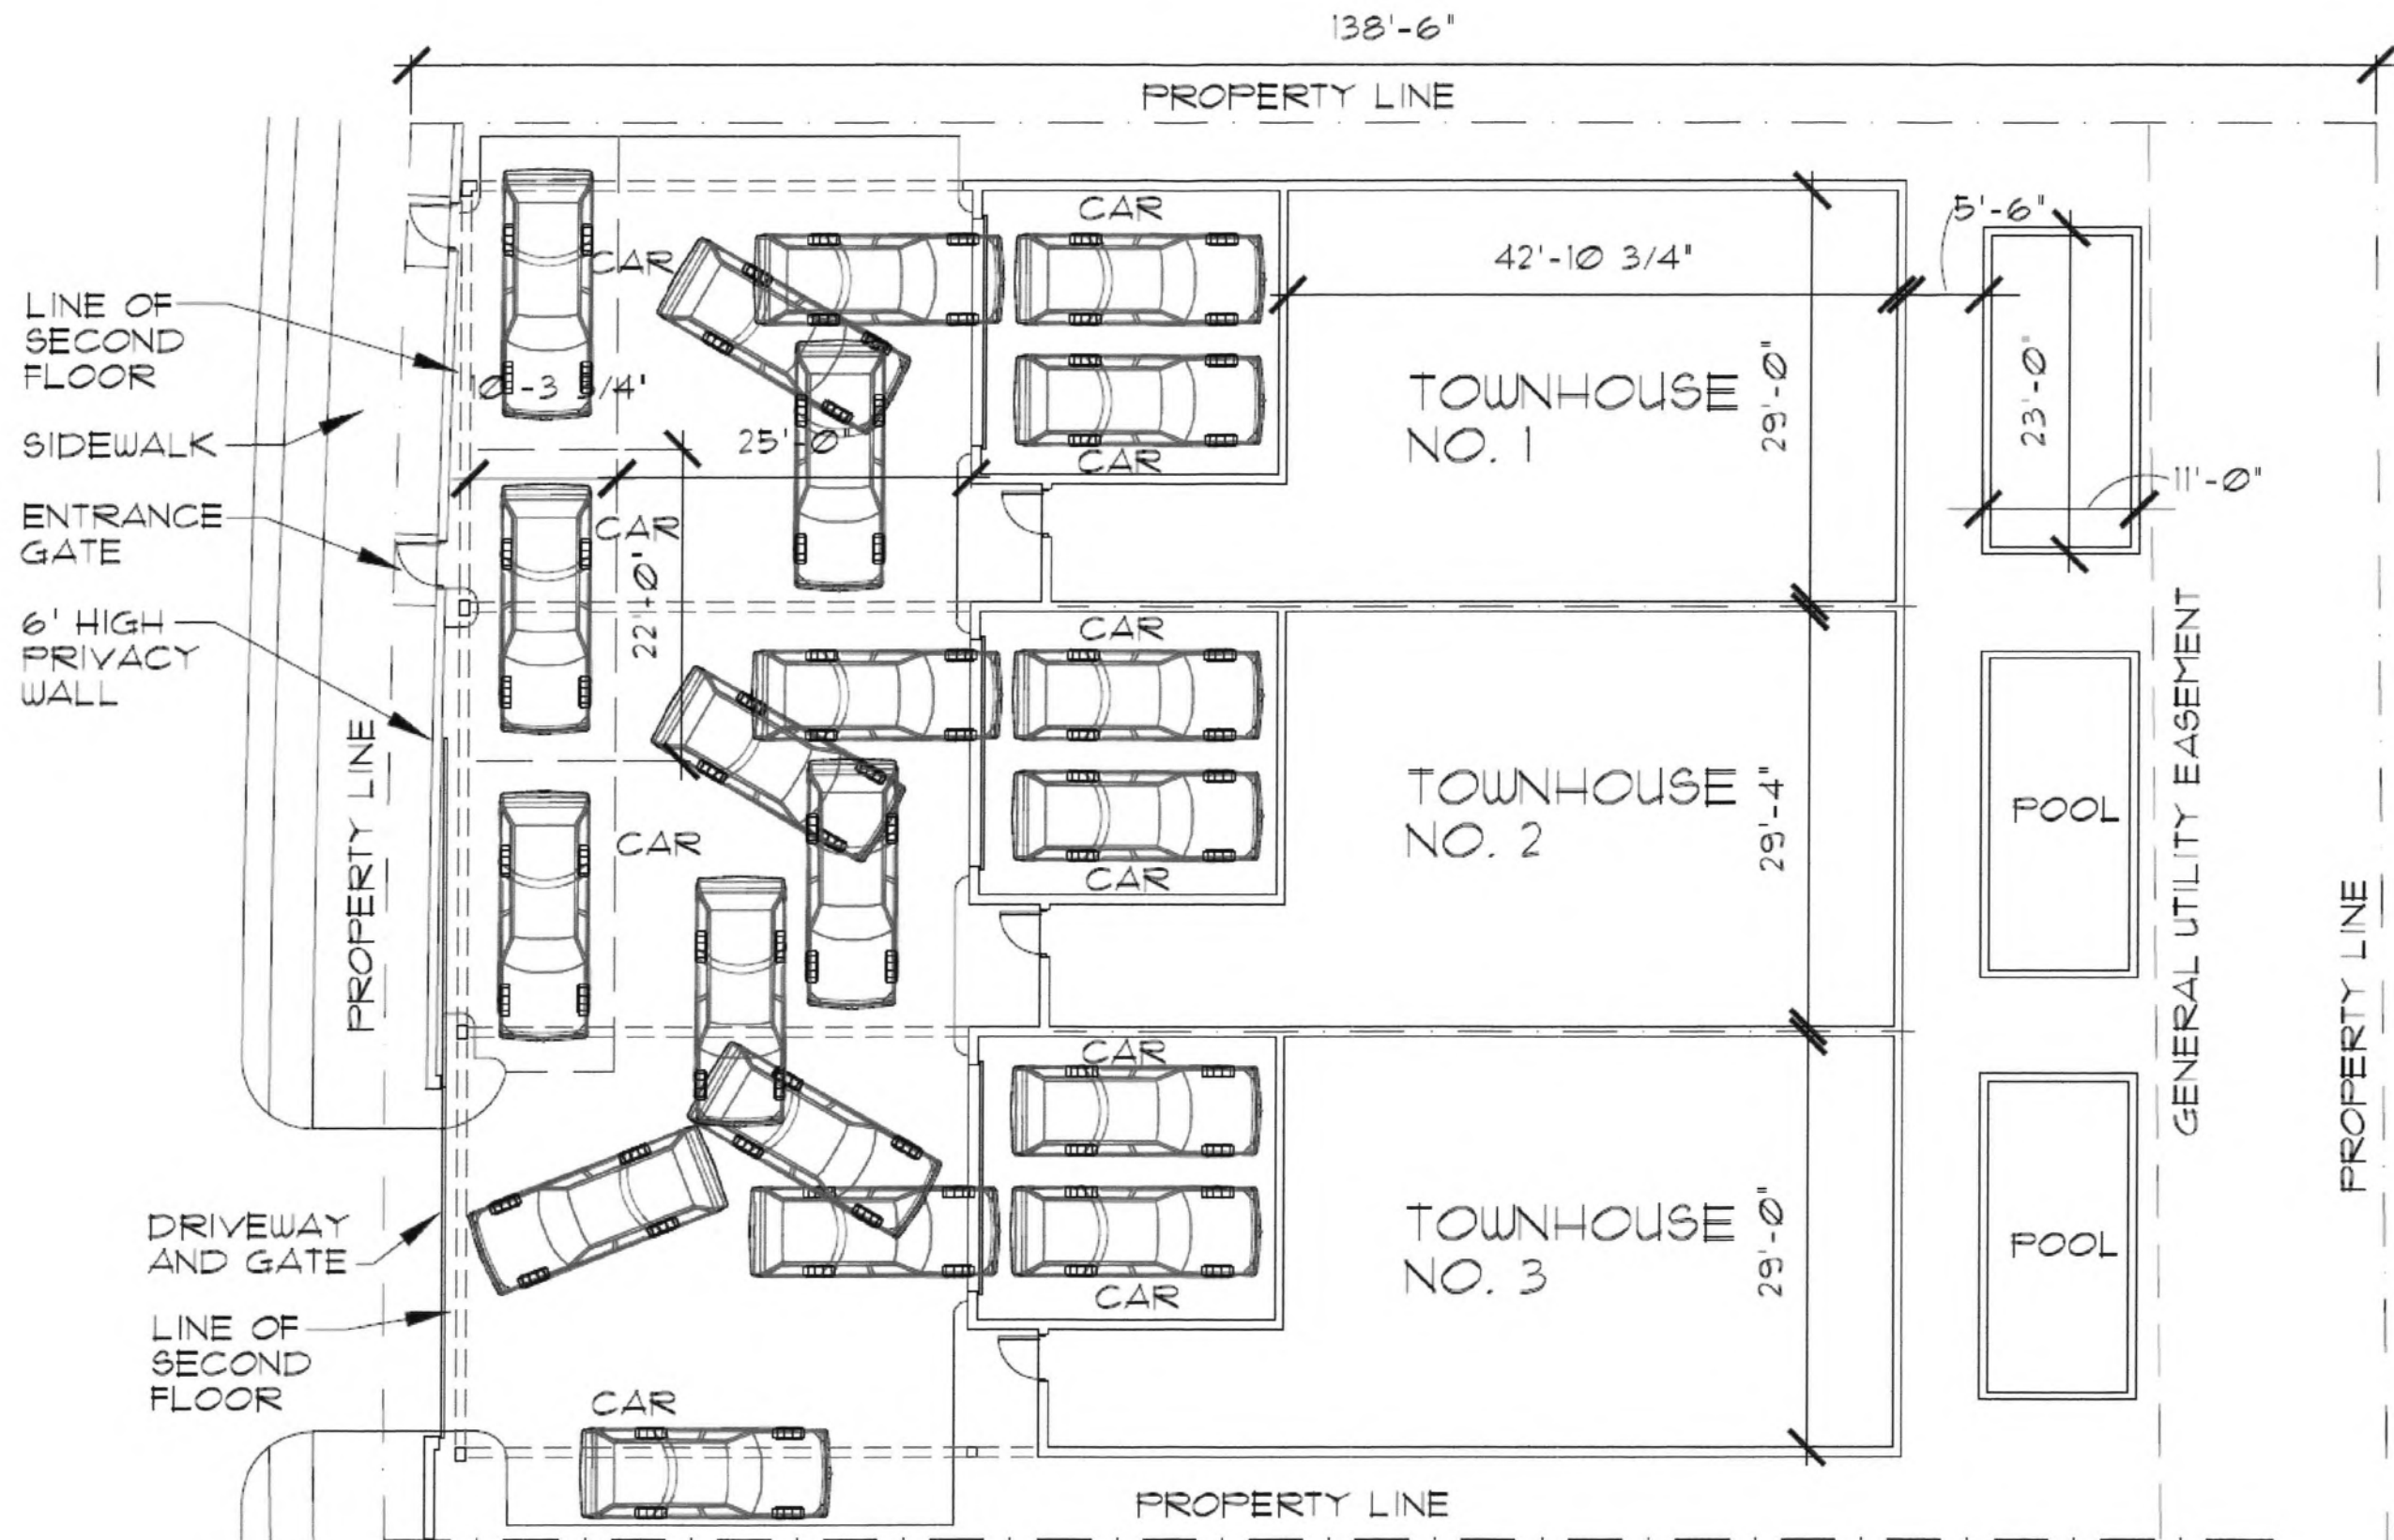 138'-6"
PROPERTY LINE
CAR
5'-6"
42'-10 3/4"
CAR
LINE OF
SECOND
FLOOR
23'-0"
29'-0"
TOWNHOUSE
NO. 1
SIDEWALK
25'-0"
CAR
11'-0"
ENTRANCE
GATE
CAR
22'-0"
6' HIGH
PRIVACY
WALL
CAR
GENERAL UTILITY EASEMENT
PROPERTY LINE
TOWNHOUSE
NO. 2
29'-4"
POOL
CAR
CAR
PROPERTY LINE
CAR
DRIVEWAY
AND GATE
TOWNHOUSE
NO. 3
29'-0"
POOL
CAR
LINE OF
SECOND
FLOOR
CAR
PROPERTY LINE